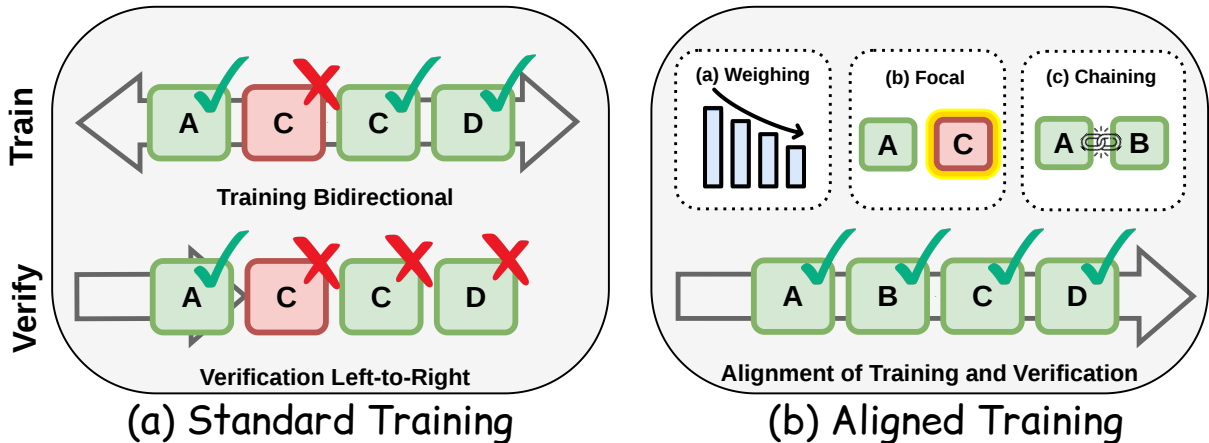 Train
A C C D
Training Bidirectional
Verify
A C C D
Verification Left-to-Right
(a) Standard Training
(a) Weighing
(b) Focal
A C
(c) Chaining
A B
A B C D
Alignment of Training and Verification
(b) Aligned Training